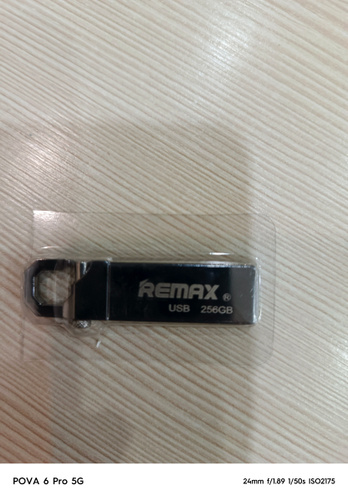 REMAX ®
USB 256GB
POVA 6 Pro 5G
24mm f/1.89 1/50s ISO2175